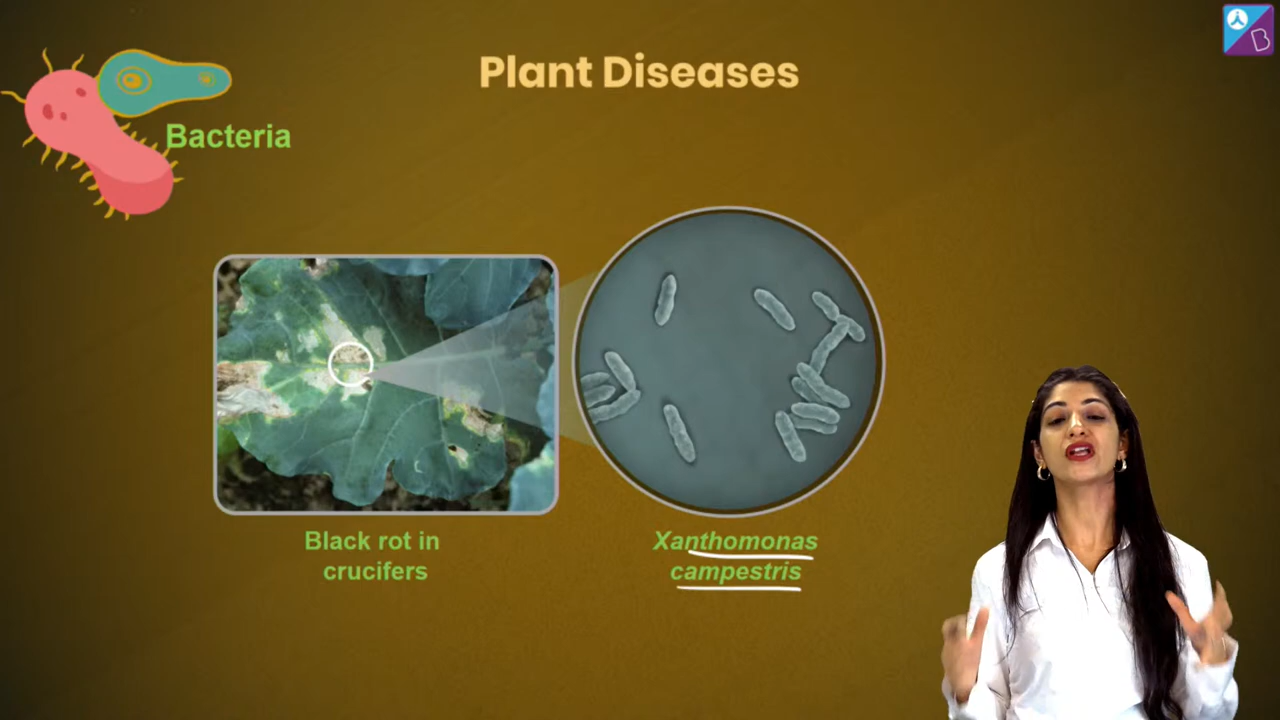 Plant Diseases
Bacteria
Black rot in
crucifers
Xanthomonas
campestris